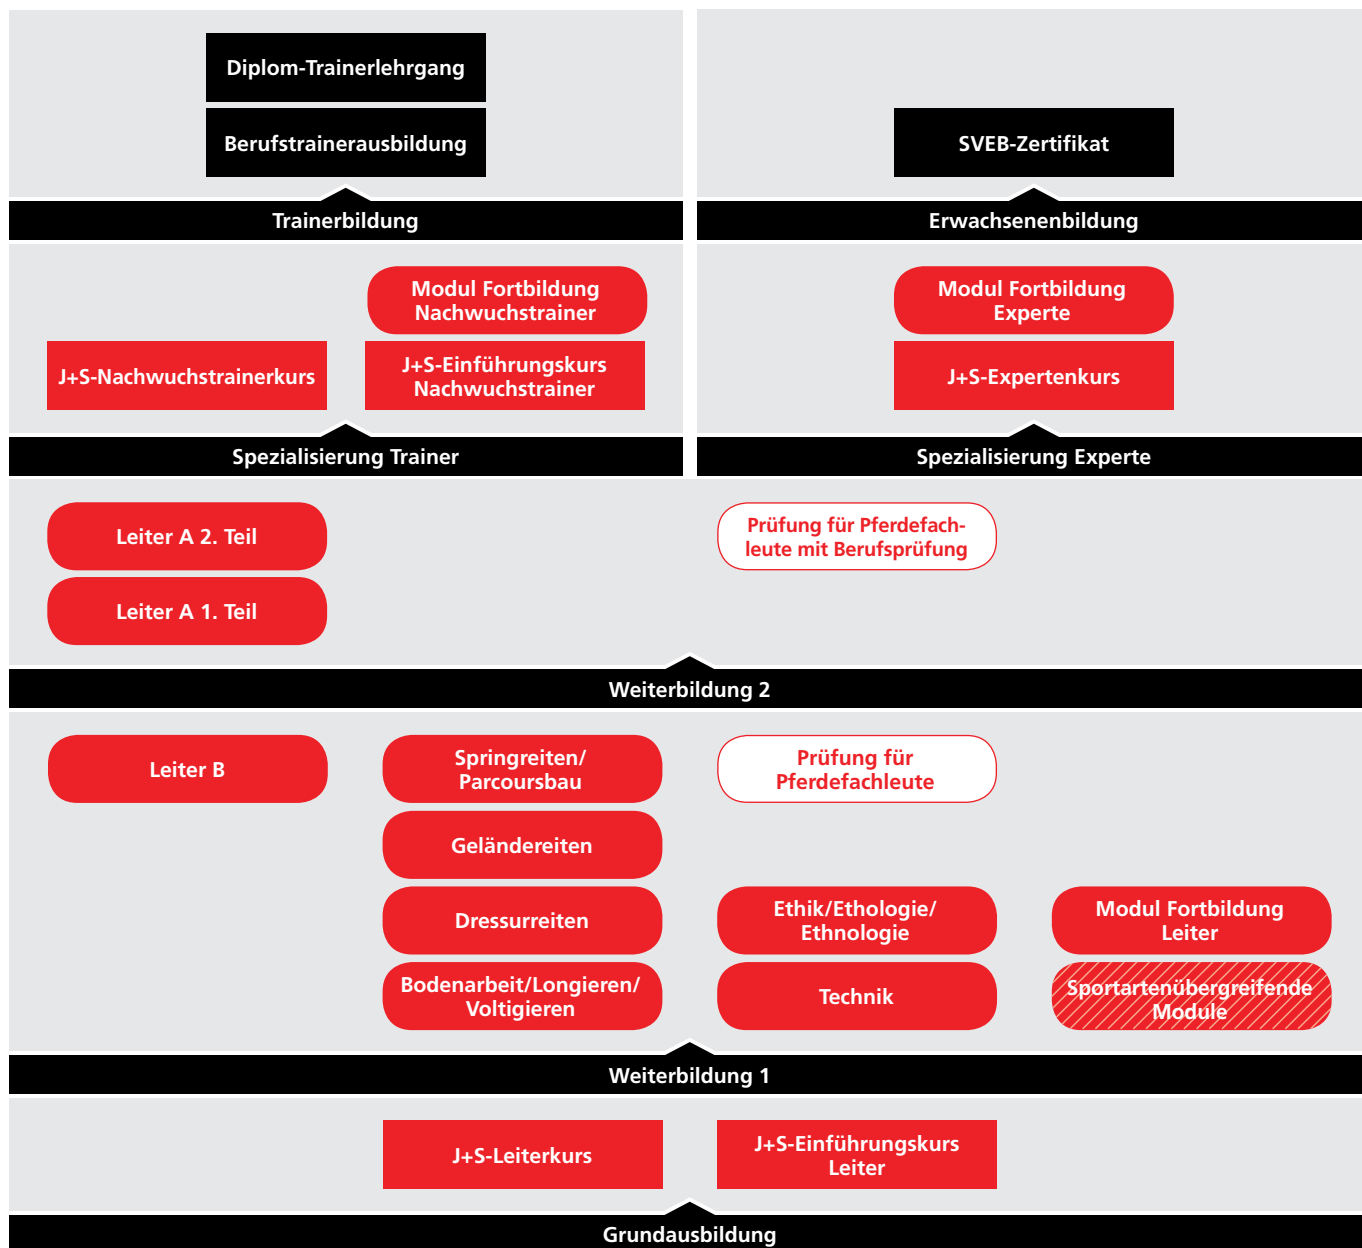 Diplom-Trainerlehrgang
Berufstrainerausbildung
SVEB-Zertifikat
Trainerbildung
Erwachsenenbildung
Modul Fortbildung
Nachwuchstrainer
Modul Fortbildung
Experte
J+S-Nachwuchstrainerkurs
J+S-Einführungskurs
Nachwuchstrainer
J+S-Expertenkurs
Spezialisierung Trainer
Spezialisierung Experte
Leiter A 2. Teil
Prüfung für Pferdefach-
leute mit Berufsprüfung
Leiter A 1. Teil
Weiterbildung 2
Leiter B
Springreiten/
Parcoursbau
Prüfung für
Pferdefachleute
Geländereiten
Dressurreiten
Ethik/Ethologie/
Ethnologie
Modul Fortbildung
Leiter
Bodenarbeit/Longieren/
Voltigieren
Technik
Sportartenübergreifende
Module
Weiterbildung 1
J+S-Leiterkurs
J+S-Einführungskurs
Leiter
Grundausbildung